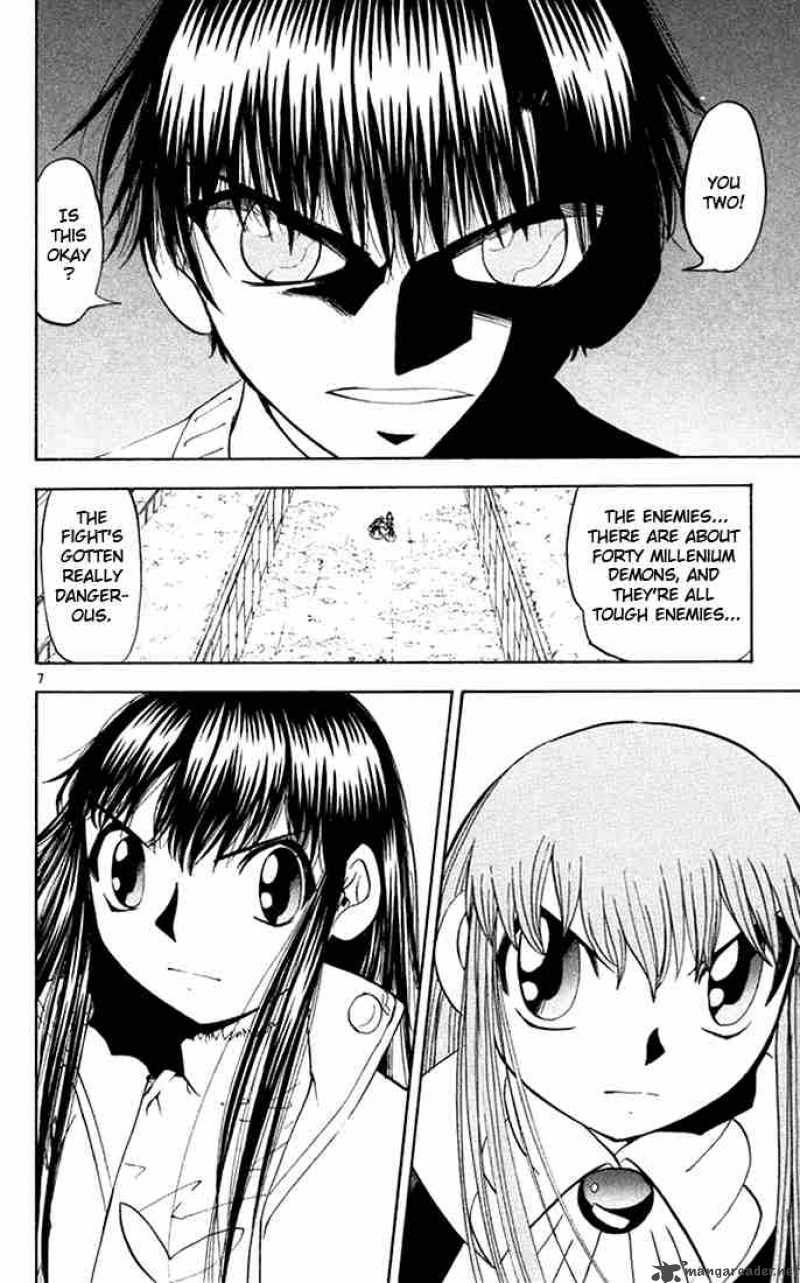 YOU
TWO!
IS
THIS
OKAY
?
THE ENEMIES...
THERE ARE ABOUT
FORTY MILLENIUM
DEMONS, AND
THEY'RE ALL
TOUGH ENEMIES...
THE
FIGHT'S
GOTTEN
REALLY
DANGER-
OUS.
7
mangareader.net